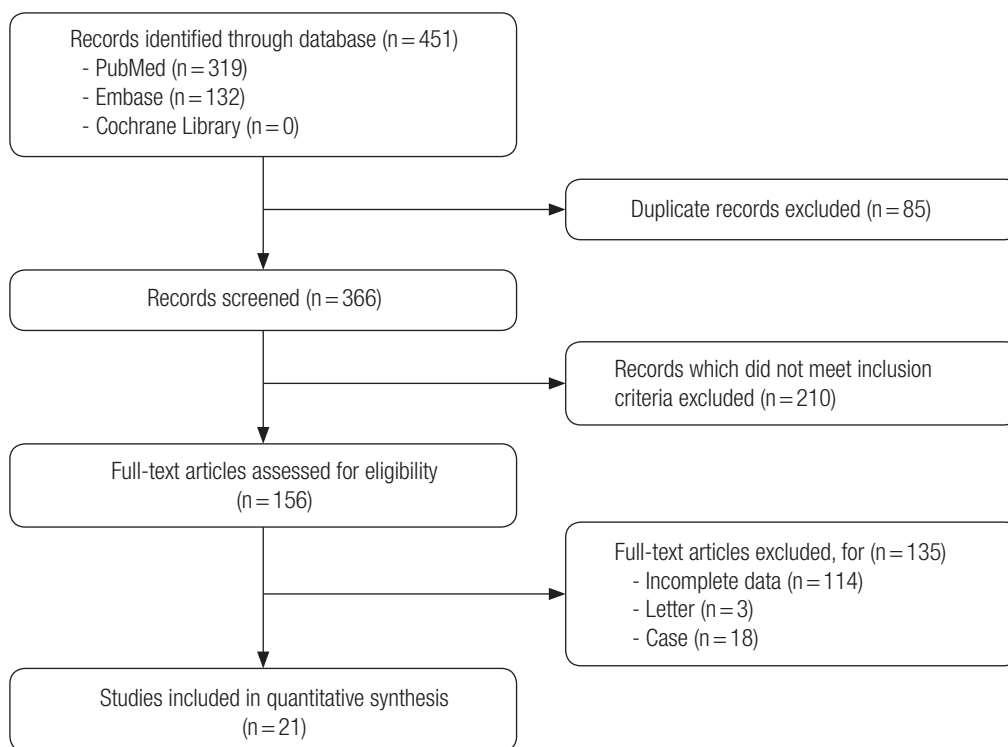 Records identified through database (n=451)
- PubMed (n=319)
- Embase (n=132)
- Cochrane Library (n=0)
Duplicate records excluded (n=85)
Records screened (n=366)
Records which did not meet inclusion
criteria excluded (n=210)
Full-text articles assessed for eligibility
(n=156)
Full-text articles excluded, for (n=135)
- Incomplete data (n=114)
- Letter (n=3)
- Case (n=18)
Studies included in quantitative synthesis
(n=21)